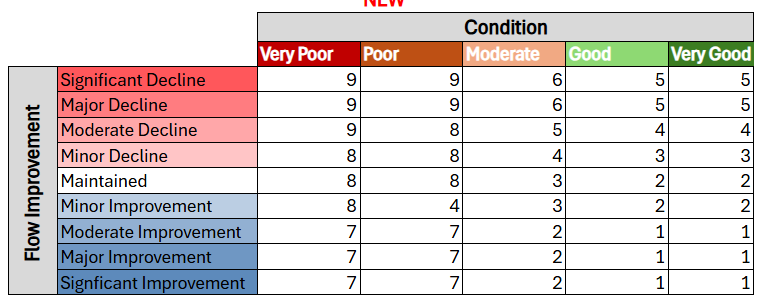 NEW
Condition
Very Poor Poor Moderate Good Very Good
Flow Improvement
Significant Decline 9 9 6 5 5
Major Decline 9 9 6 5 5
Moderate Decline 9 8 5 4 4
Minor Decline 8 8 4 3 3
Maintained 8 8 3 2 2
Minor Improvement 8 4 3 2 2
Moderate Improvement 7 7 2 1 1
Major Improvement 7 7 2 1 1
Signficant Improvement 7 7 2 1 1